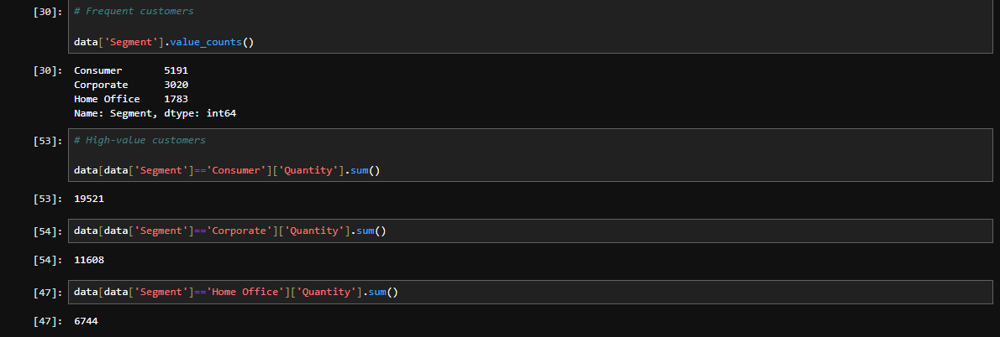 [30]: # Frequent customers
data['Segment'].value_counts()
[30]: Consumer 5191
Corporate 3020
Home Office 1783
Name: Segment, dtype: int64
[53]: # High-value customers
data[data['Segment']=='Consumer']['Quantity'].sum()
[53]: 19521
[54]: data[data['Segment']=='Corporate']['Quantity'].sum()
[54]: 11608
[47]: data[data['Segment']=='Home Office']['Quantity'].sum()
[47]: 6744